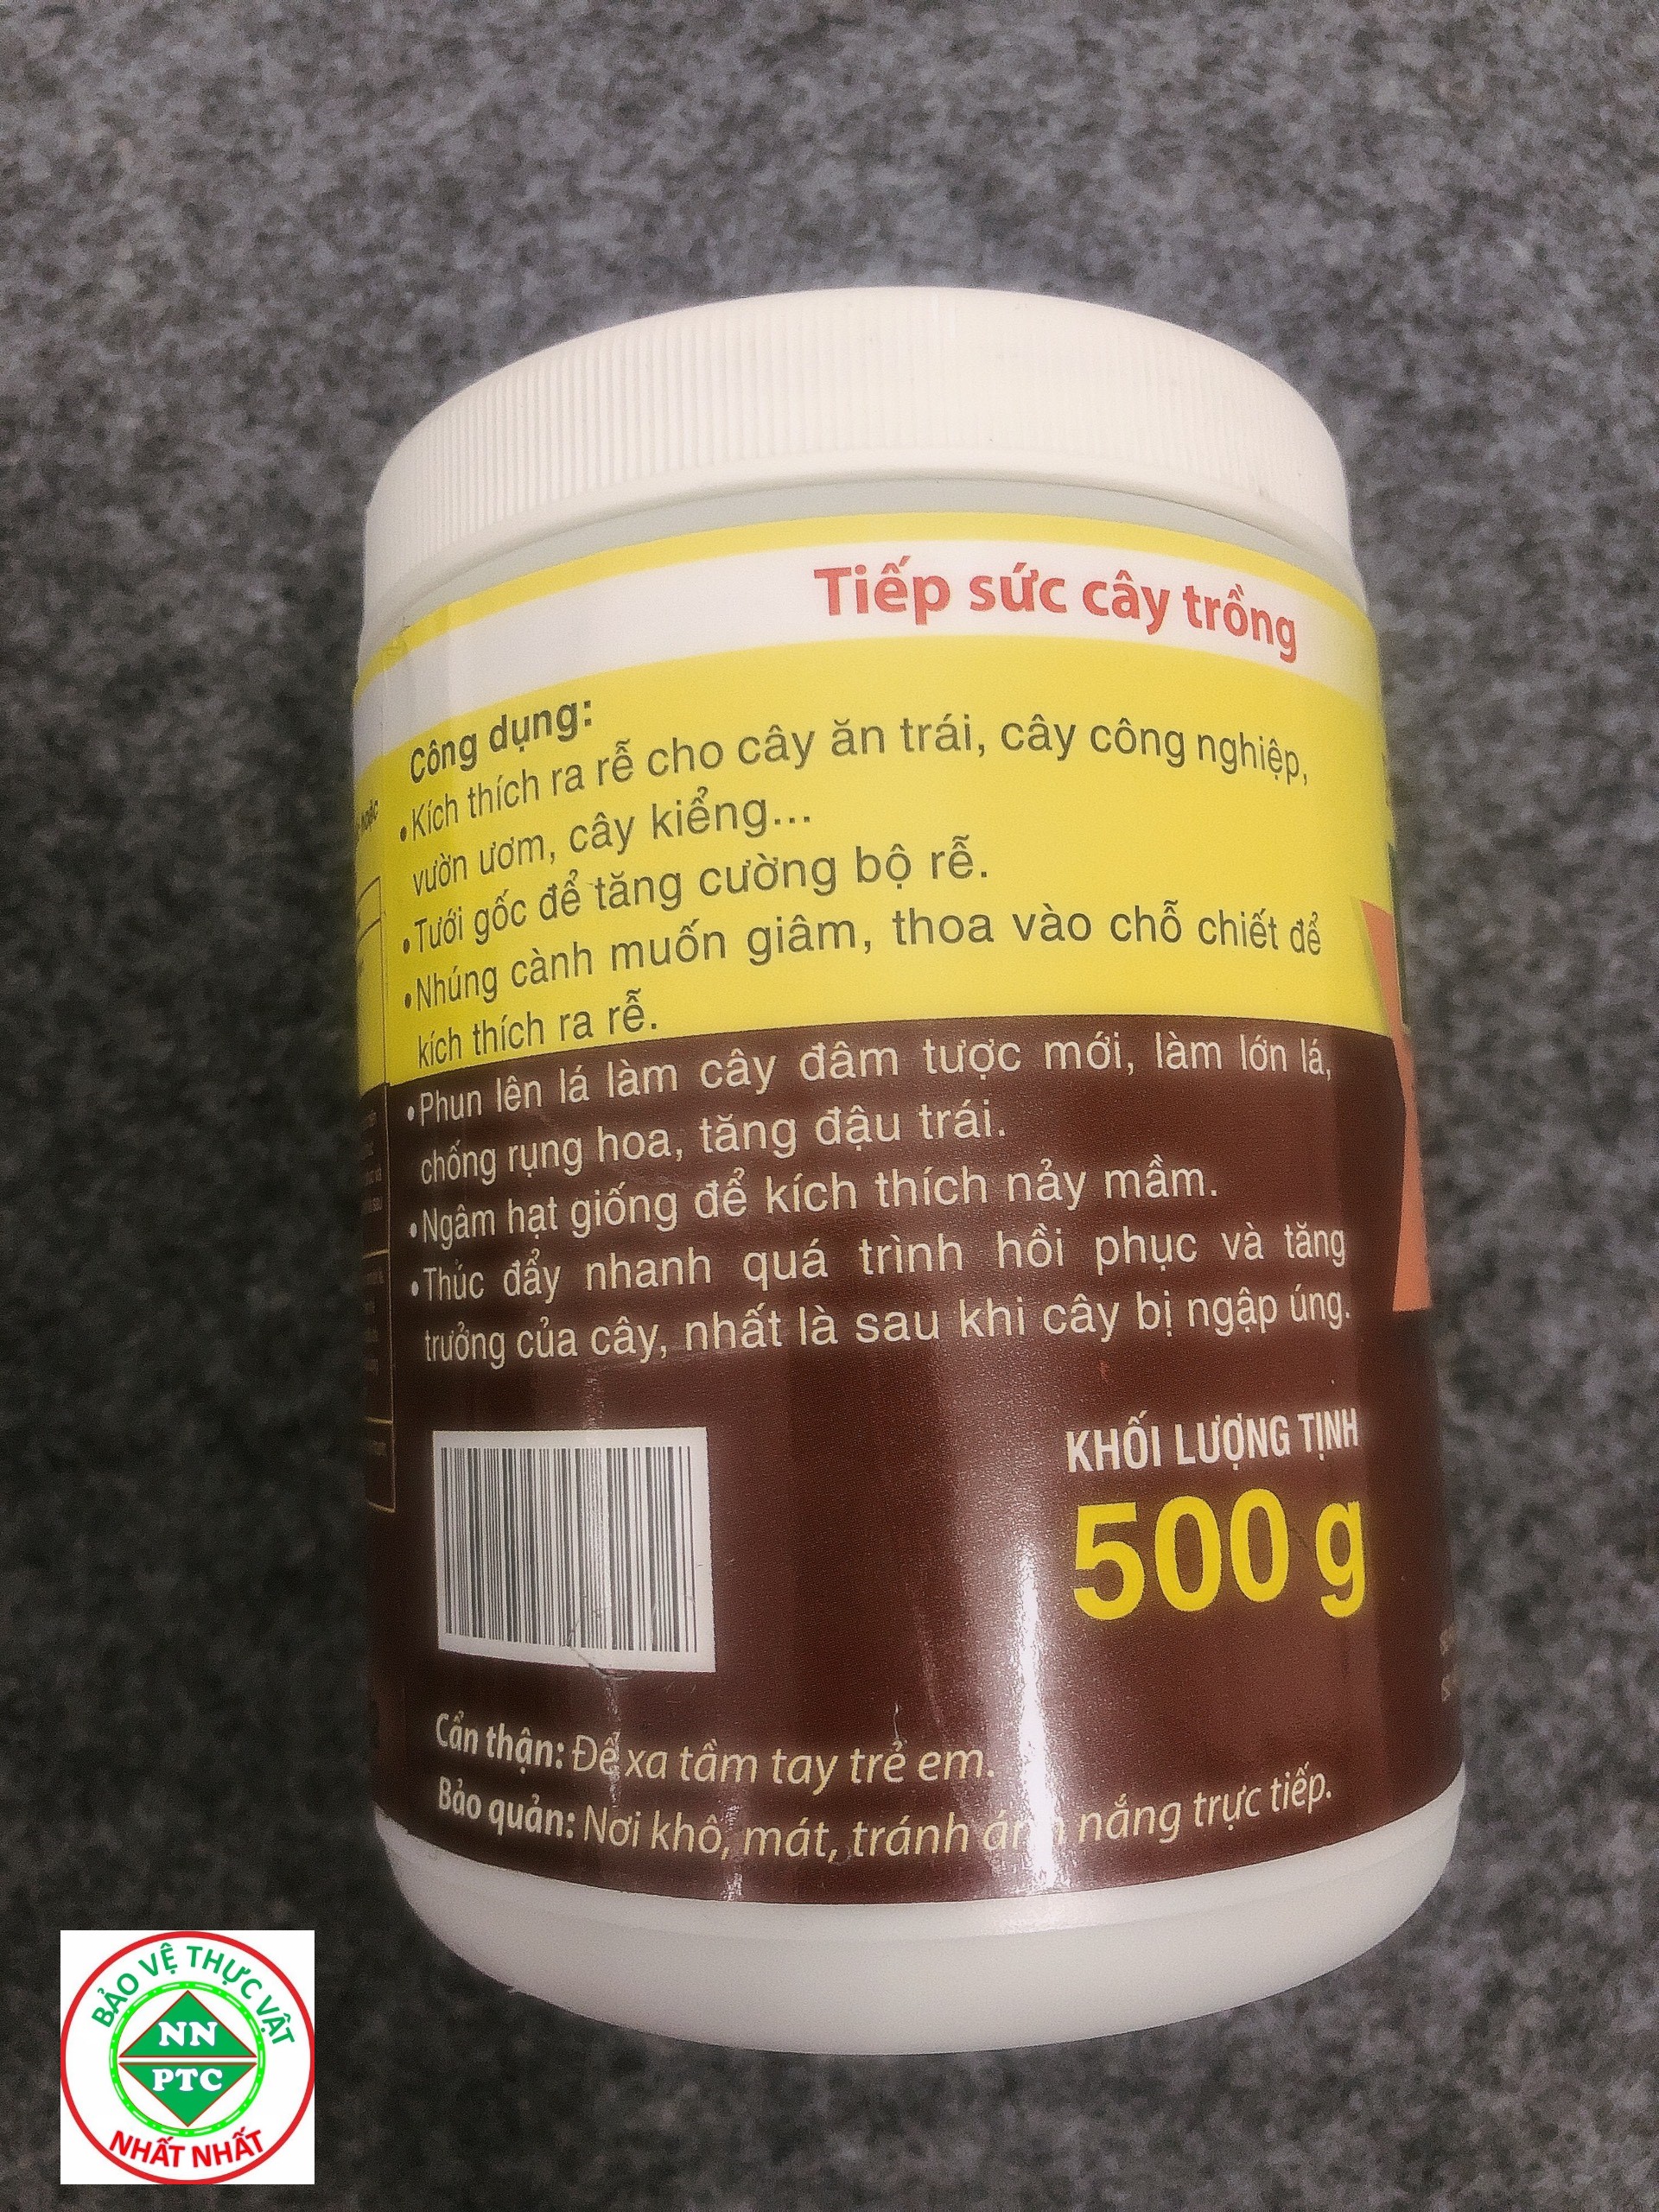 Tiếp sức cây trồng
Công dụng:
•Kích thích ra rễ cho cây ăn trái, cây công nghiệp,
vườn ươm, cây kiểng...
•Tưới gốc để tăng cường bộ rễ.
•Nhúng cành muốn giâm, thoa vào chỗ chiết để
kích thích ra rễ.
•Phun lên lá làm cây đâm tược mới, làm lớn lá,
chống rụng hoa, tăng đậu trái.
•Ngâm hạt giống để kích thích nảy mầm.
•Thúc đẩy nhanh quá trình hồi phục và tăng
trưởng của cây, nhất là sau khi cây bị ngập úng.
KHỐI LƯỢNG TỊNH
500 g
Cẩn thận: Để xa tầm tay trẻ em.
Bảo quản: Nơi khô, mát, tránh ánh nắng trực tiếp.
hoặc
BẢO VỆ THỰC VẬT
NN
PTC
NHẤT NHẤT